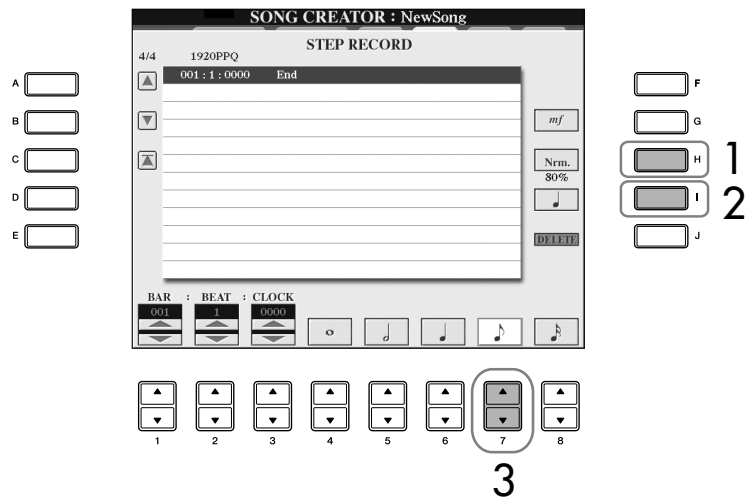 SONG CREATOR : NewSong
STEP RECORD
4/4 1920PPQ
001 : 1 : 0000 End
A
B
C
D
E
mf
Nrm.
80%
DELETE
F
G
H 1
I 2
J
BAR : BEAT : CLOCK
001 1 0000
1 2 3 4 5 6 7 8
3